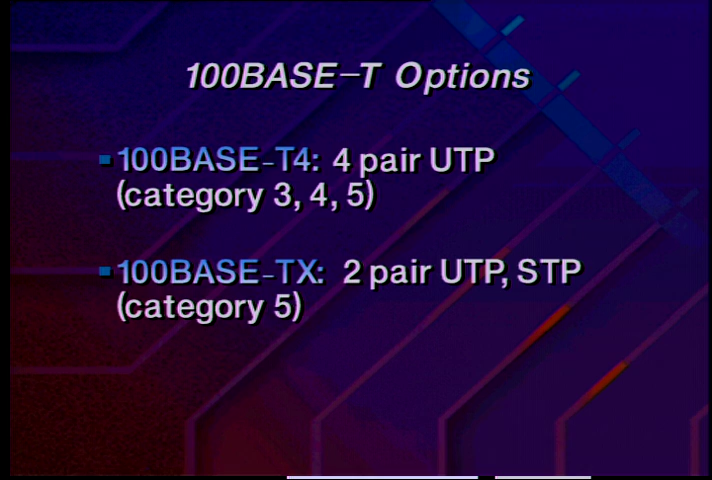 100BASE-T Options
100BASE-T4: 4 pair UTP
(category 3, 4, 5)
100BASE-TX: 2 pair UTP, STP
(category 5)